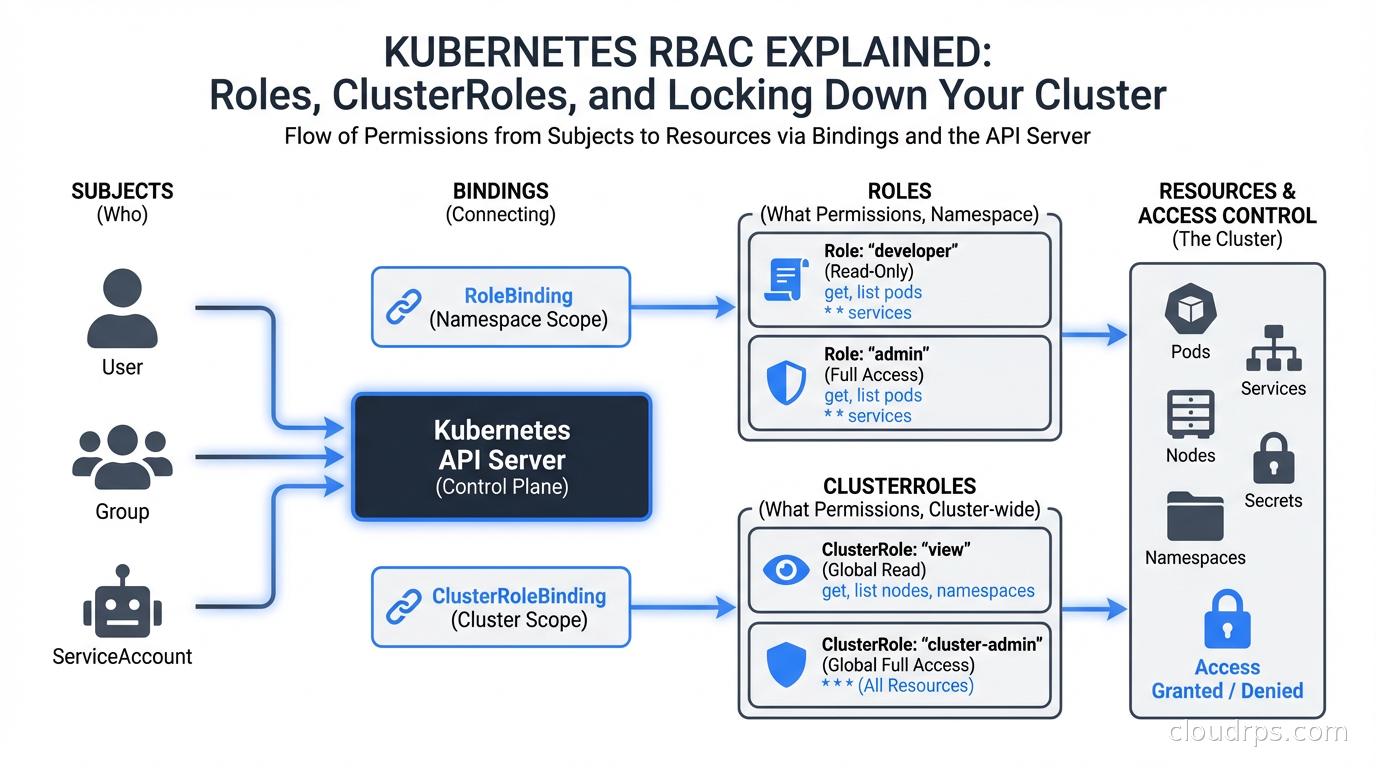 KUBERNETES RBAC EXPLAINED:
Roles, ClusterRoles, and Locking Down Your Cluster
Flow of Permissions from Subjects to Resources via Bindings and the API Server
SUBJECTS
(Who)
User
Group
ServiceAccount
BINDINGS
(Connecting)
RoleBinding
(Namespace Scope)
Kubernetes
API Server
(Control Plane)
ClusterRoleBinding
(Cluster Scope)
ROLES
(What Permissions, Namespace)
Role: “developer”
(Read-Only)
get, list pods
* * services
Role: “admin”
(Full Access)
get, list pods
* * services
CLUSTERROLES
(What Permissions, Cluster-wide)
ClusterRole: “view”
(Global Read)
get, list nodes, namespaces
ClusterRole: “cluster-admin”
(Global Full Access)
* * * (All Resources)
RESOURCES &
ACCESS CONTROL
(The Cluster)
Pods
Services
Nodes
Secrets
Namespaces
Access
Granted / Denied
cloudrps.com